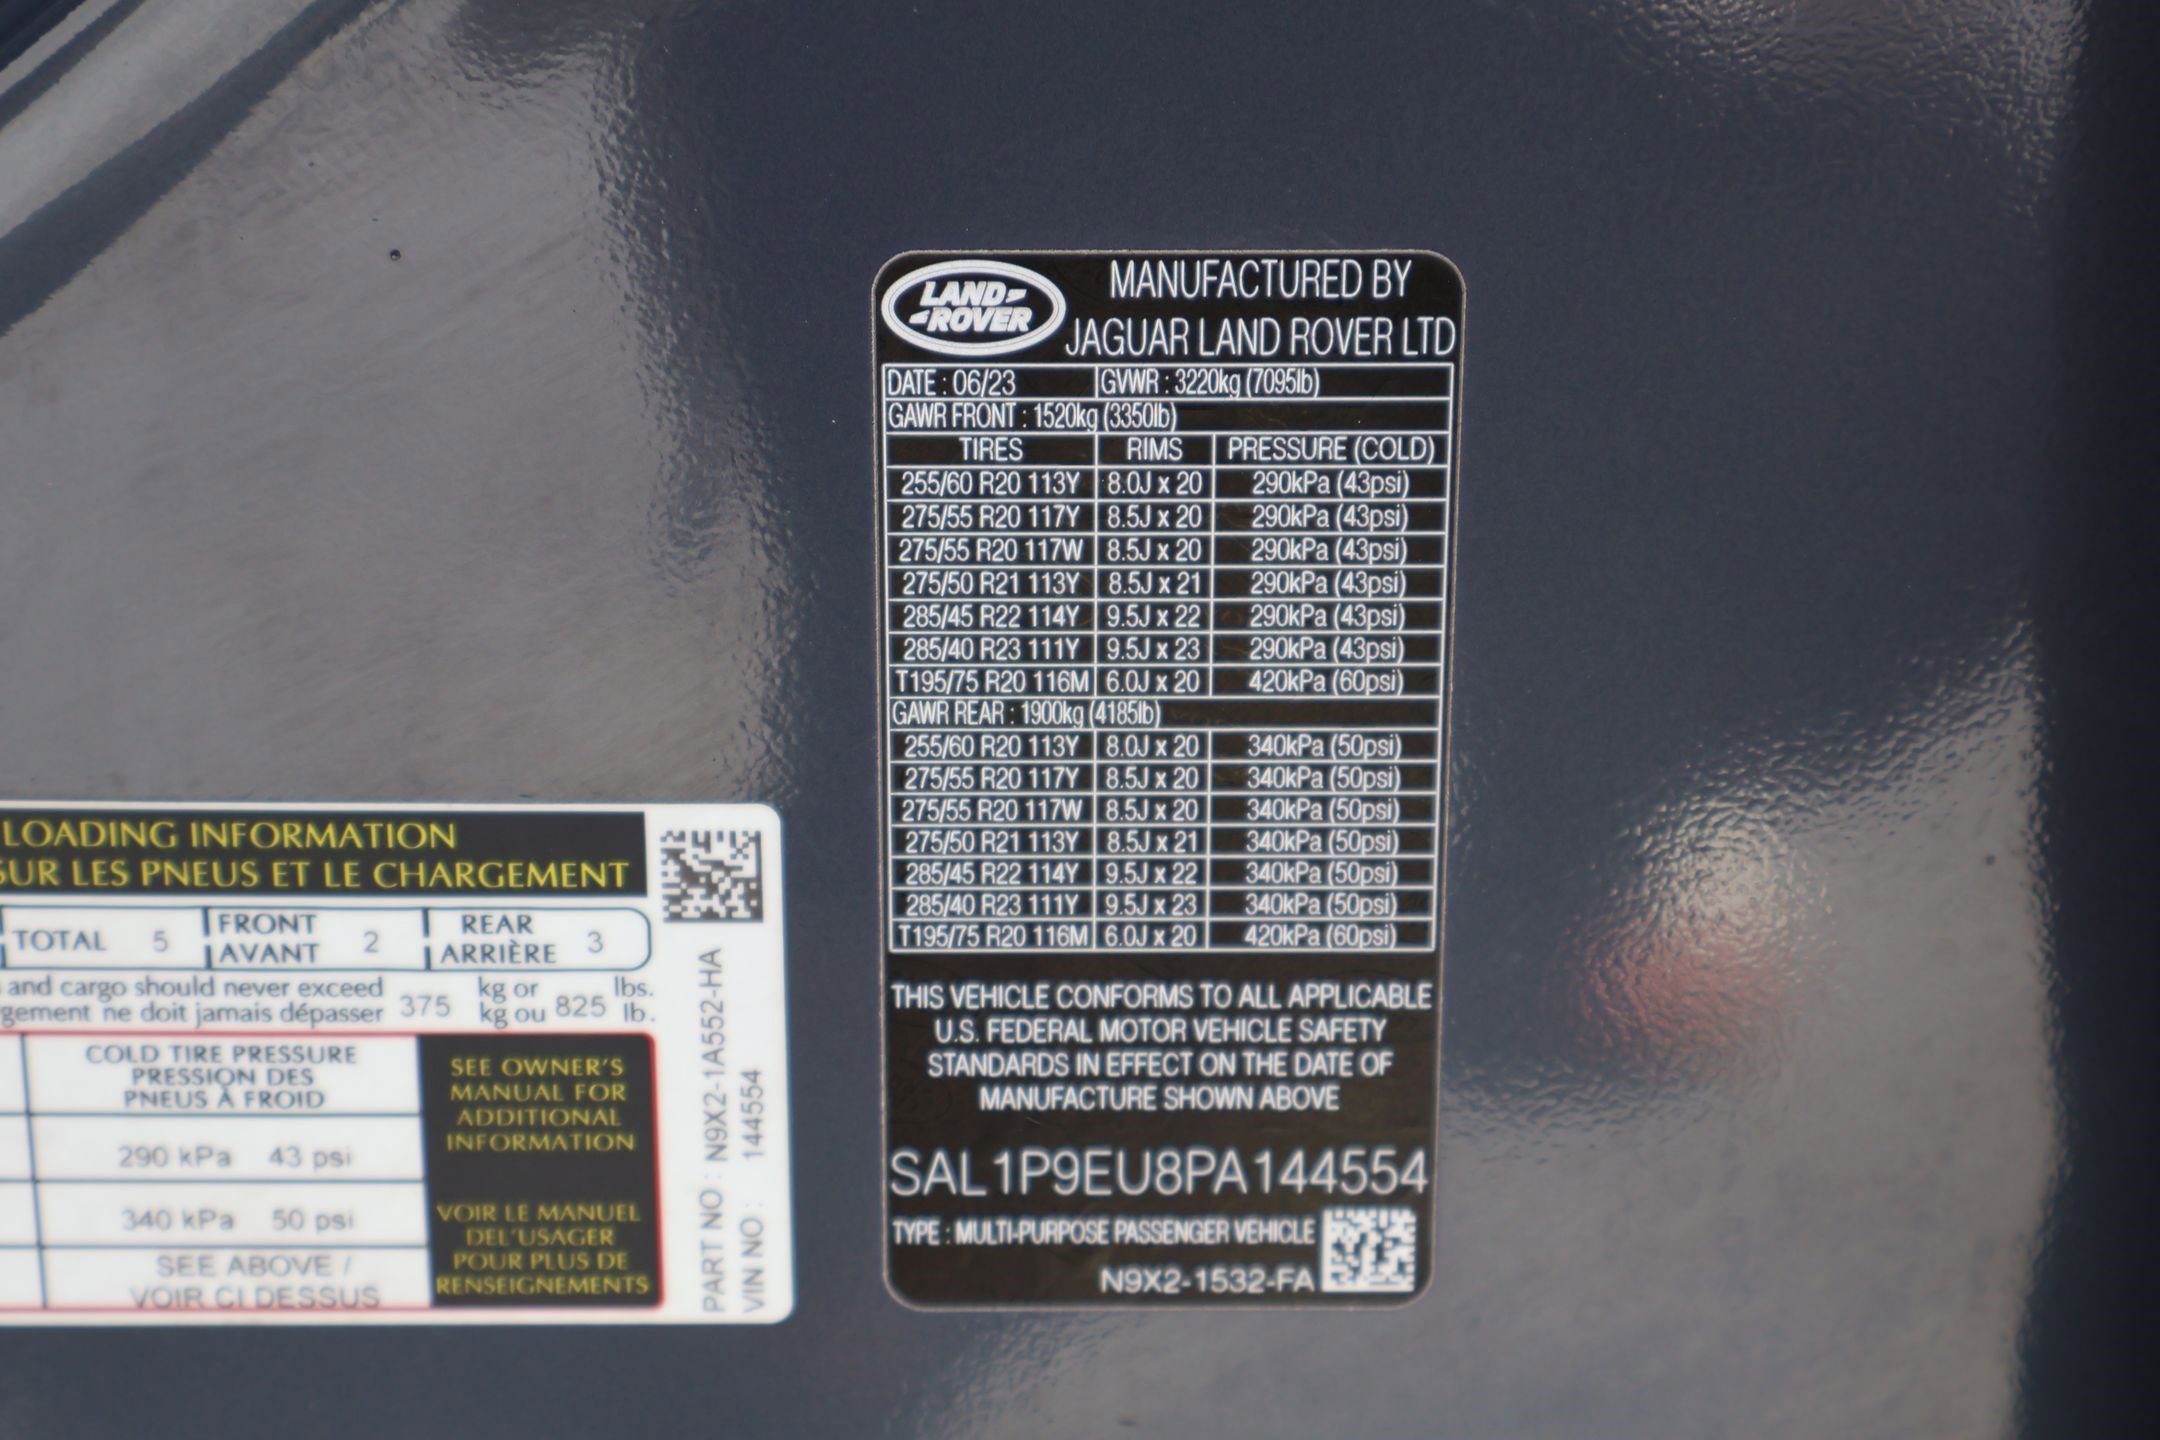 LOADING INFORMATION
SUR LES PNEUS ET LE CHARGEMENT
TOTAL 5 FRONT AVANT 2 REAR ARRIÈRE 3
and cargo should never exceed 375 kg or 825 lbs.
gement ne doit jamais dépasser kg ou lb.
COLD TIRE PRESSURE
PRESSION DES
PNEUS À FROID
290 kPa 43 psi
340 kPa 50 psi
SEE ABOVE /
VOIR CI DESSUS
SEE OWNER'S
MANUAL FOR
ADDITIONAL
INFORMATION
VOIR LE MANUEL
DEL'USAGER
POUR PLUS DE
RENSEIGNEMENTS
PART NO : N9X2-1A552-HA
VIN NO : 144554
LAND
ROVER
MANUFACTURED BY
JAGUAR LAND ROVER LTD
DATE : 06/23 GVWR : 3220kg (7095lb)
GAWR FRONT : 1520kg (3350lb)
TIRES RIMS PRESSURE (COLD)
255/60 R20 113Y 8.0J x 20 290kPa (43psi)
275/55 R20 117Y 8.5J x 20 290kPa (43psi)
275/55 R20 117W 8.5J x 20 290kPa (43psi)
275/50 R21 113Y 8.5J x 21 290kPa (43psi)
285/45 R22 114Y 9.5J x 22 290kPa (43psi)
285/40 R23 111Y 9.5J x 23 290kPa (43psi)
T195/75 R20 116M 6.0J x 20 420kPa (60psi)
GAWR REAR : 1900kg (4185lb)
255/60 R20 113Y 8.0J x 20 340kPa (50psi)
275/55 R20 117Y 8.5J x 20 340kPa (50psi)
275/55 R20 117W 8.5J x 20 340kPa (50psi)
275/50 R21 113Y 8.5J x 21 340kPa (50psi)
285/45 R22 114Y 9.5J x 22 340kPa (50psi)
285/40 R23 111Y 9.5J x 23 340kPa (50psi)
T195/75 R20 116M 6.0J x 20 420kPa (60psi)
THIS VEHICLE CONFORMS TO ALL APPLICABLE
U.S. FEDERAL MOTOR VEHICLE SAFETY
STANDARDS IN EFFECT ON THE DATE OF
MANUFACTURE SHOWN ABOVE
SAL1P9EU8PA144554
TYPE : MULTI-PURPOSE PASSENGER VEHICLE
N9X2-1532-FA